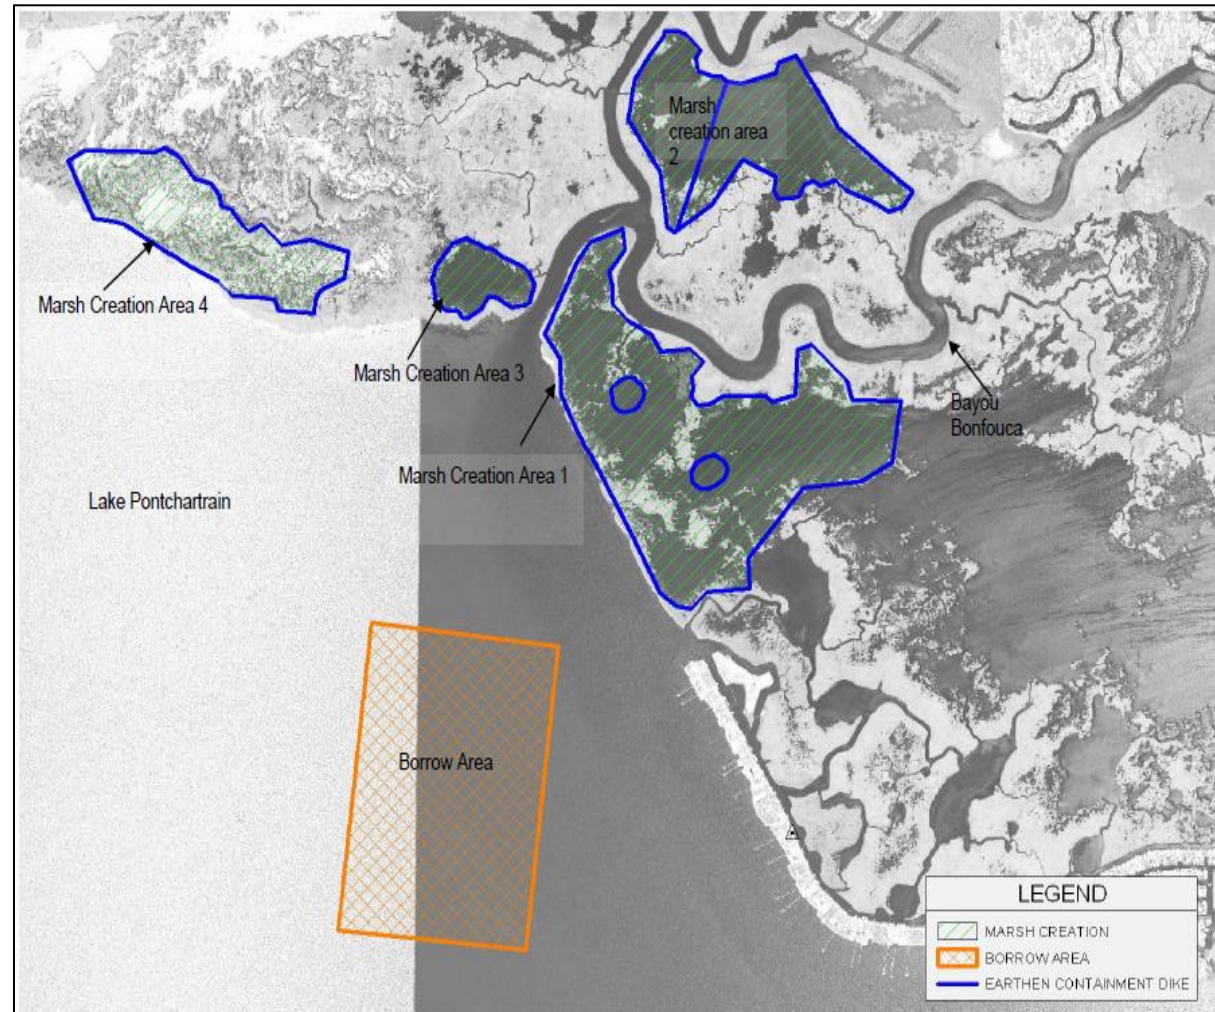 Marsh
creation area
2
Marsh Creation Area 4
Marsh Creation Area 3
Bayou
Bonfouca
Marsh Creation Area 1
Lake Pontchartrain
Borrow Area
LEGEND
MARSH CREATION
BORROW AREA
EARTHEN CONTAINMENT DIKE